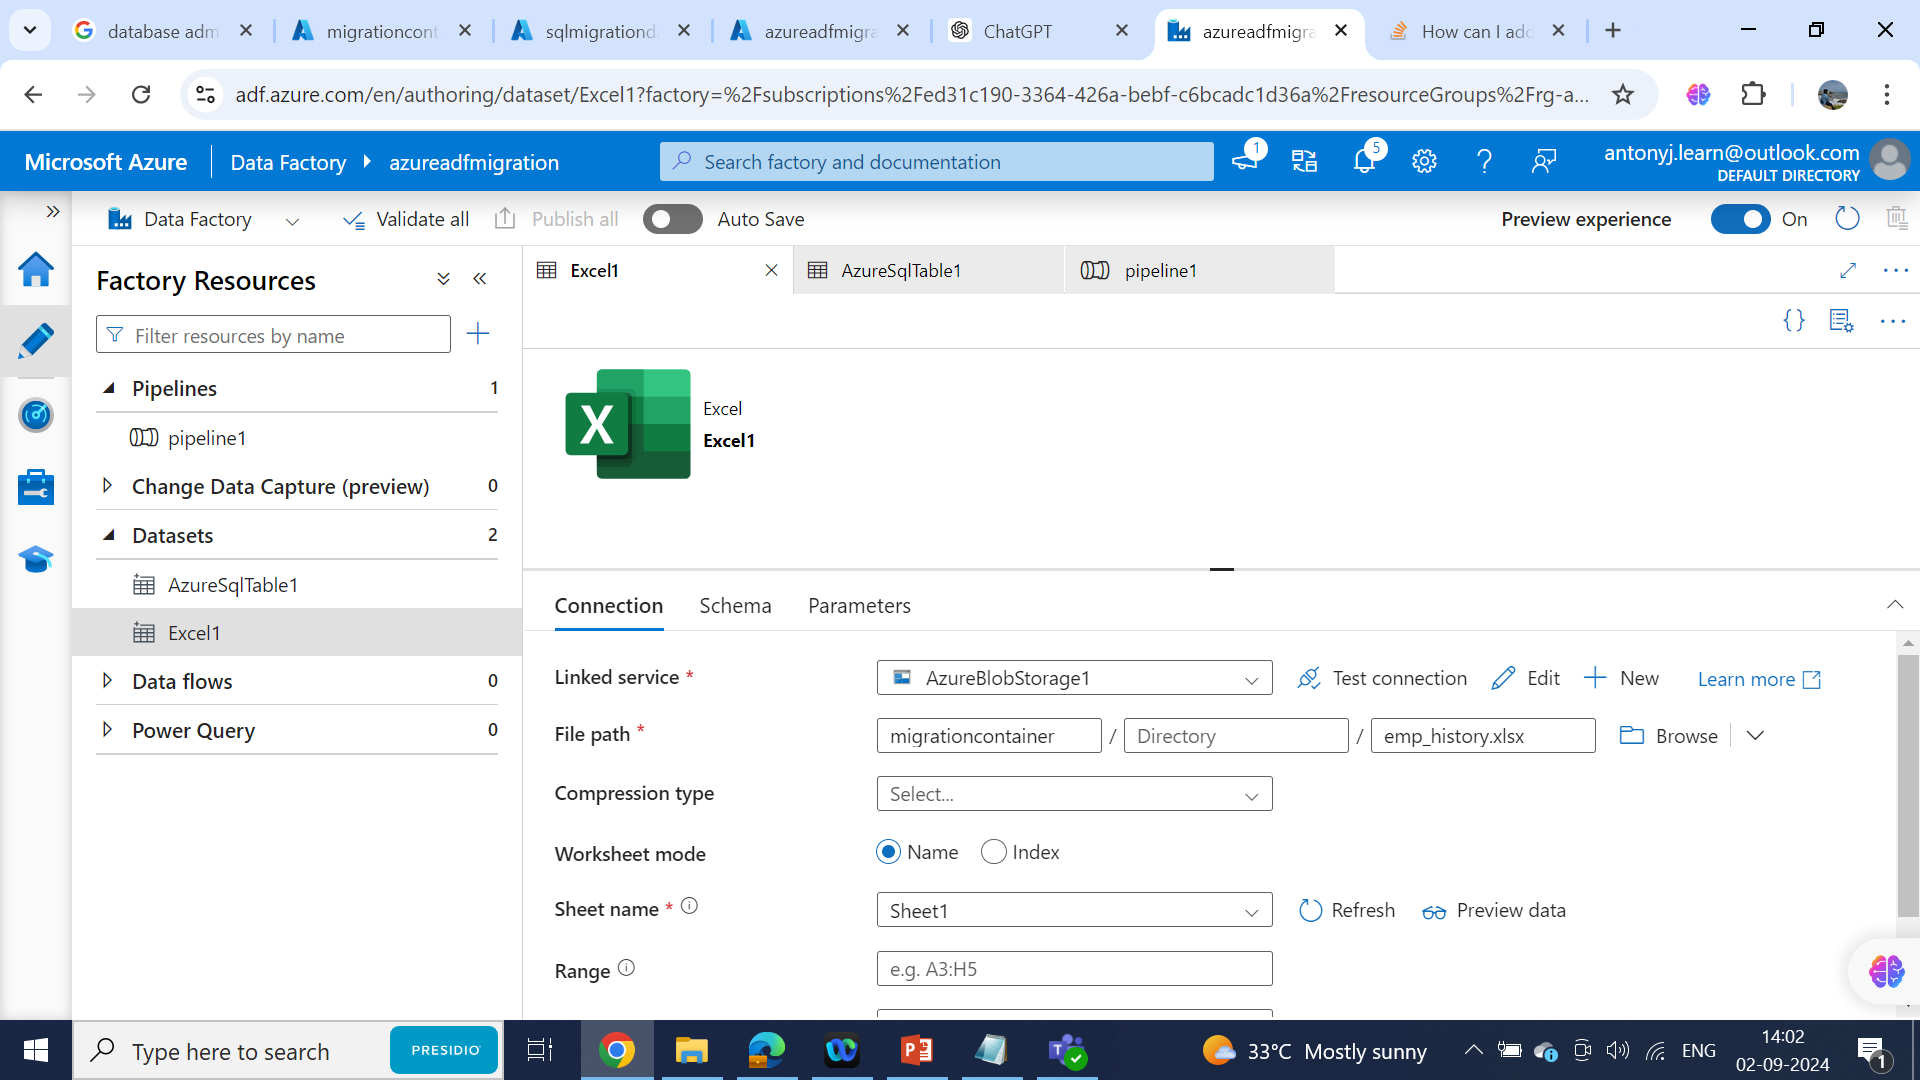 database adm
migrationcont
sqlmigrationd
azureadfmigra
ChatGPT
azureadfmigra
How can I add
adf.azure.com/en/authoring/dataset/Excel1?factory=%2Fsubscriptions%2Fed31c190-3364-426a-bebf-c6bcadc1d36a%2FresourceGroups%2Frg-a...
Microsoft Azure
Data Factory
azureadfmigration
Search factory and documentation
1
5
antonyj.learn@outlook.com
DEFAULT DIRECTORY
Data Factory
Validate all
Publish all
Auto Save
Preview experience
On
Factory Resources
Filter resources by name
Pipelines 1
pipeline1
Change Data Capture (preview) 0
Datasets 2
AzureSqlTable1
Excel1
Data flows 0
Power Query 0
Excel1
AzureSqlTable1
pipeline1
Excel
Excel1
Connection
Schema
Parameters
Linked service *
AzureBlobStorage1
Test connection
Edit
New
Learn more
File path *
migrationcontainer / Directory / emp_history.xlsx
Browse
Compression type
Select...
Worksheet mode
Name
Index
Sheet name *
Sheet1
Refresh
Preview data
Range
e.g. A3:H5
Type here to search
PRESIDIO
33°C Mostly sunny
ENG
14:02
02-09-2024
1